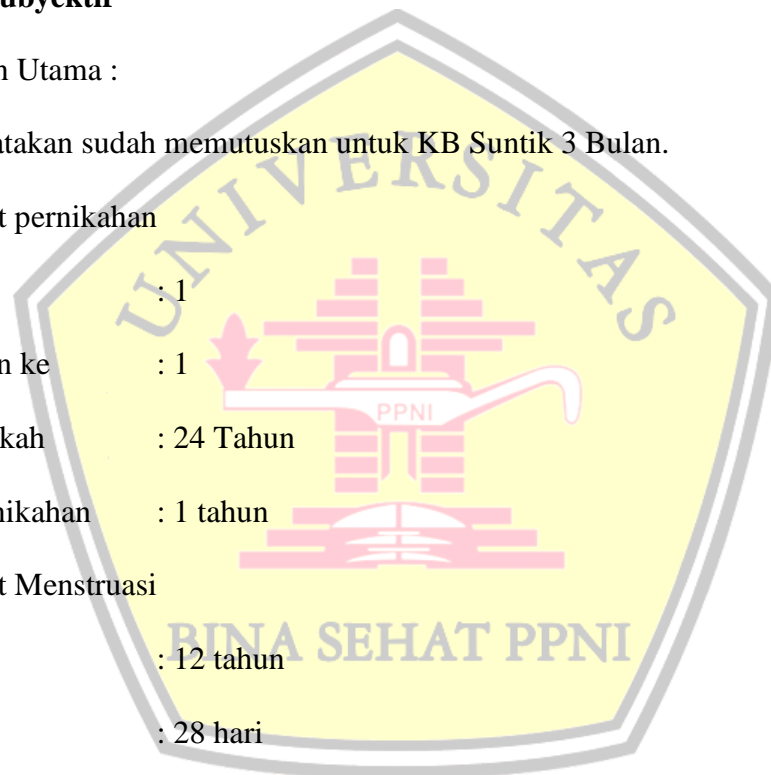 ubyektif
n Utama :
atakan sudah memutuskan untuk KB Suntik 3 Bulan.
t pernikahan
: 1
n ke : 1
kah : 24 Tahun
nikahan : 1 tahun
t Menstruasi
: 12 tahun
: 28 hari
UNIVERSITAS
PPNI
BINA SEHAT PPNI